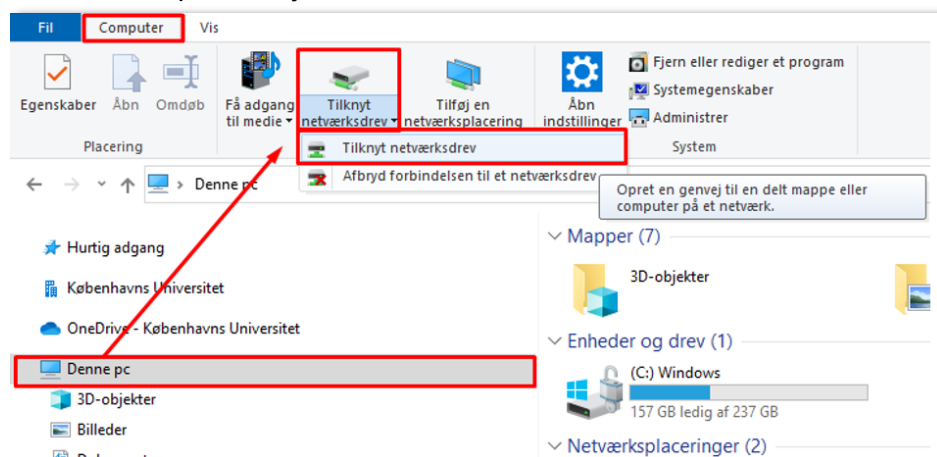 Fil
Computer
Vis
Egenskaber
Åbn
Omdøb
Få adgang
til medie
Tilknyt
netværksdrev
Tilføj en
netværksplacering
Åbn
indstillinger
Fjern eller rediger et program
Systemegenskaber
Administrer
Placering
System
Tilknyt netværksdrev
Afbryd forbindelsen til et netværksdrev
Opret en genvej til en delt mappe eller
computer på et netværk.
Denne pc
Hurtig adgang
Københavns Universitet
OneDrive - Københavns Universitet
Denne pc
3D-objekter
Billeder
Mapper (7)
3D-objekter
Enheder og drev (1)
(C:) Windows
157 GB ledig af 237 GB
Netværksplaceringer (2)